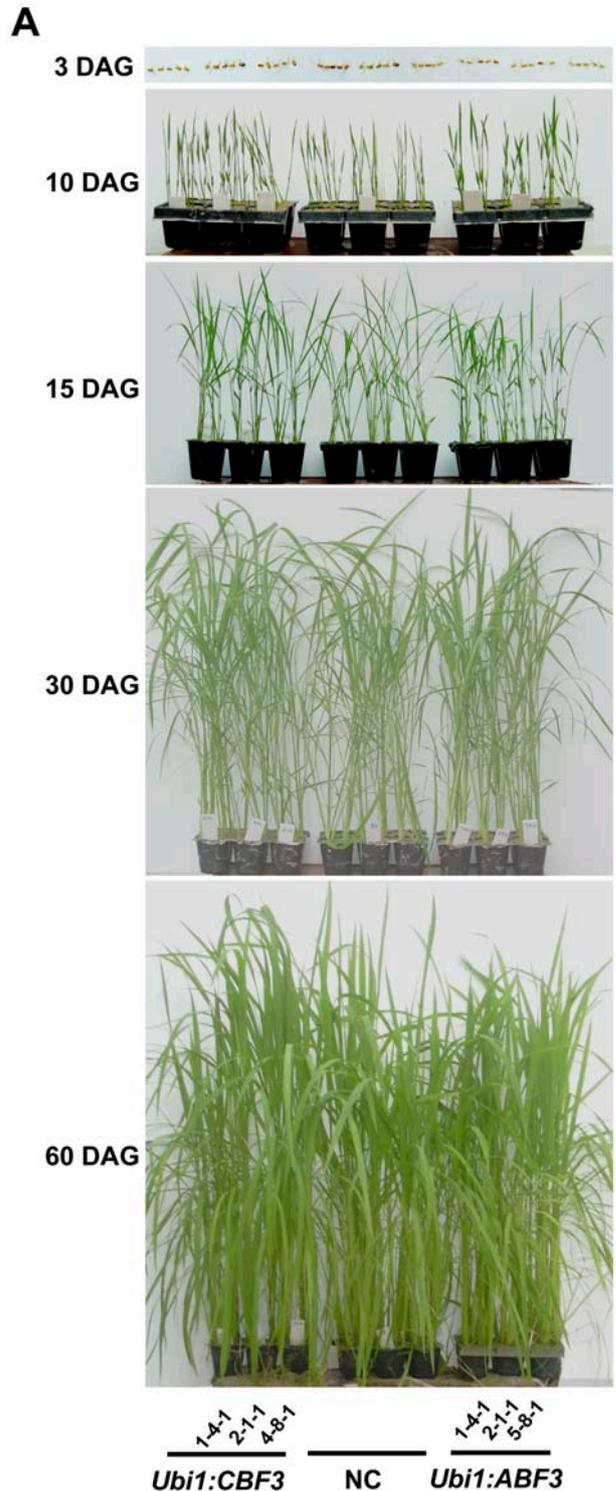 A
3 DAG
10 DAG
15 DAG
30 DAG
60 DAG
1-4-1 2-1-1 4-8-1 1-4-1 2-1-1 5-8-1
Ubi1:CBF3 NC Ubi1:ABF3